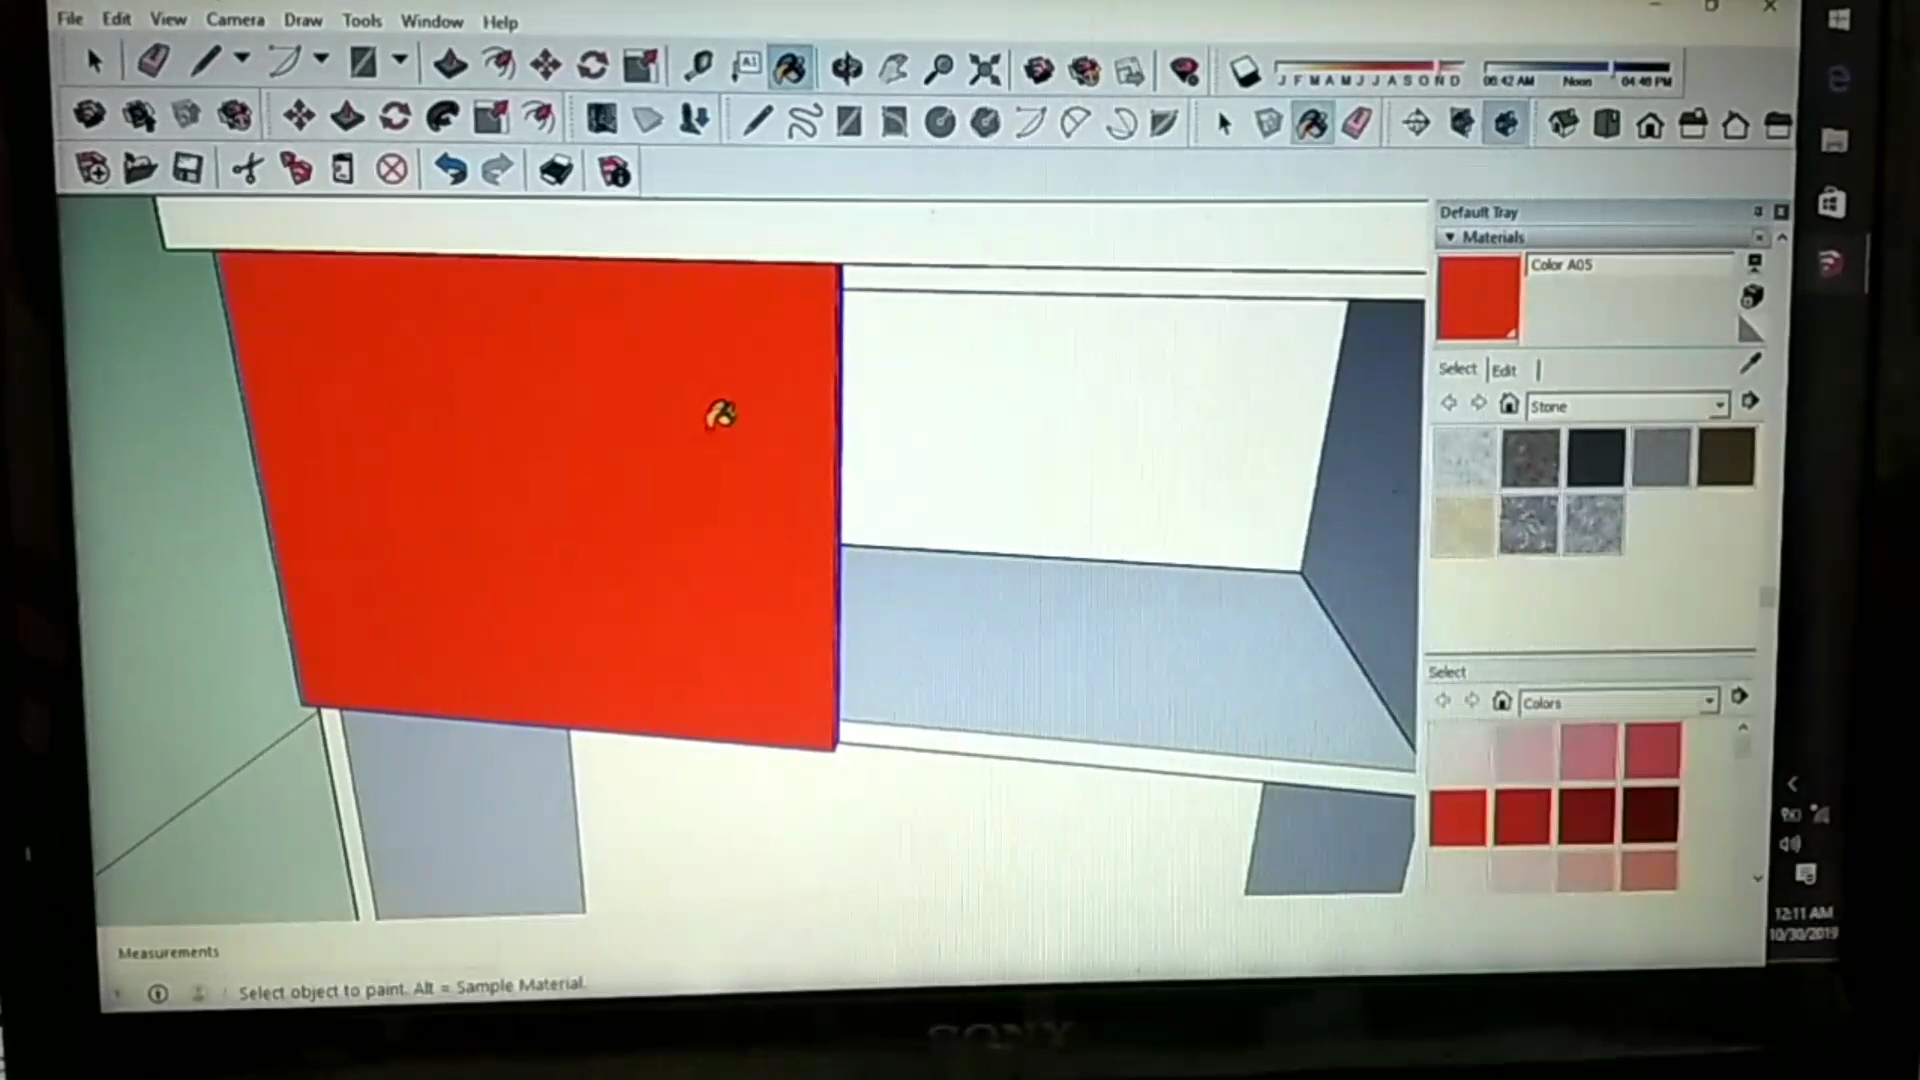 File Edit View Camera Draw Tools Window Help
A1
J F M A M J J A S O N D
06:42 AM Noon 04:46 PM
Default Tray
Materials
Color A05
Select Edit
Stone
Select
Colors
12:11 AM
10/30/2019
Measurements
Select object to paint. Alt = Sample Material.
SONY